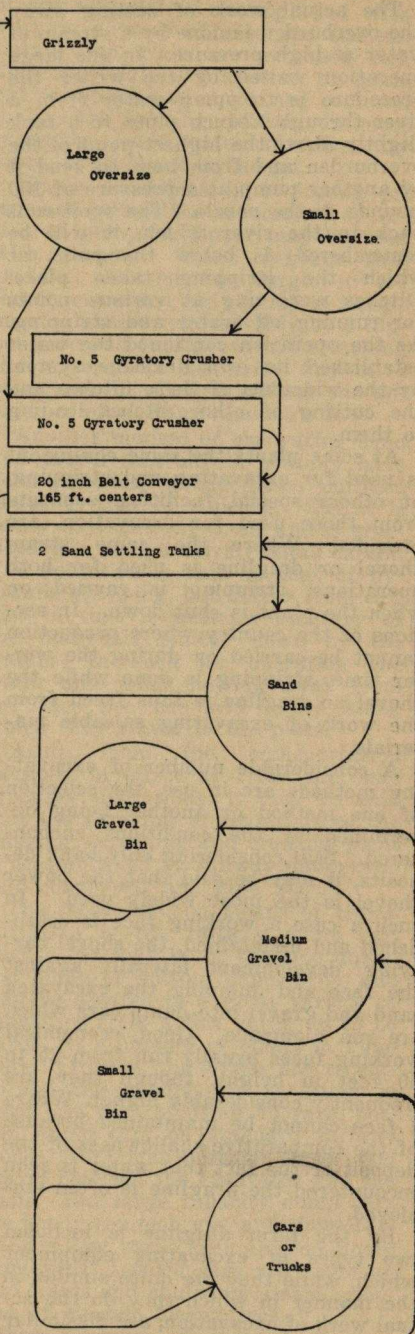 Grizzly
Large
Oversize
Small
Oversize.
No. 5 Gyratory Crusher
No. 5 Gyratory Crusher
20 inch Belt Conveyor
165 ft. centers
2 Sand Settling Tanks
Sand
Bins
Large
Gravel
Bin
Medium
Gravel
Bin
Small
Gravel
Bin
Cars
or
Trucks